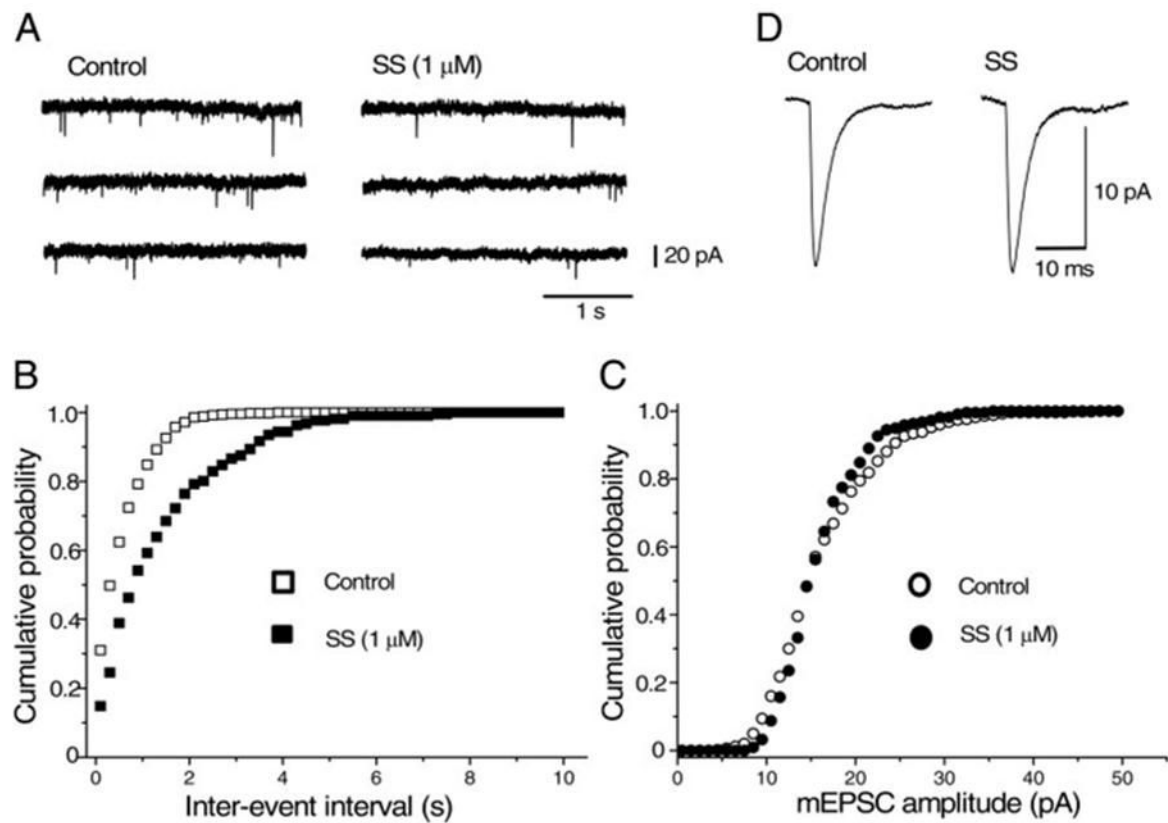 A
Control
SS (1 μM)
20 pA
1 s
D
Control
SS
10 pA
10 ms
B
1.0
0.8
0.6
0.4
0.2
0
Cumulative probability
Control
SS (1 μM)
0 2 4 6 8 10
Inter-event interval (s)
C
1.0
0.8
0.6
0.4
0.2
0
Cumulative probability
Control
SS (1 μM)
0 10 20 30 40 50
mEPSC amplitude (pA)